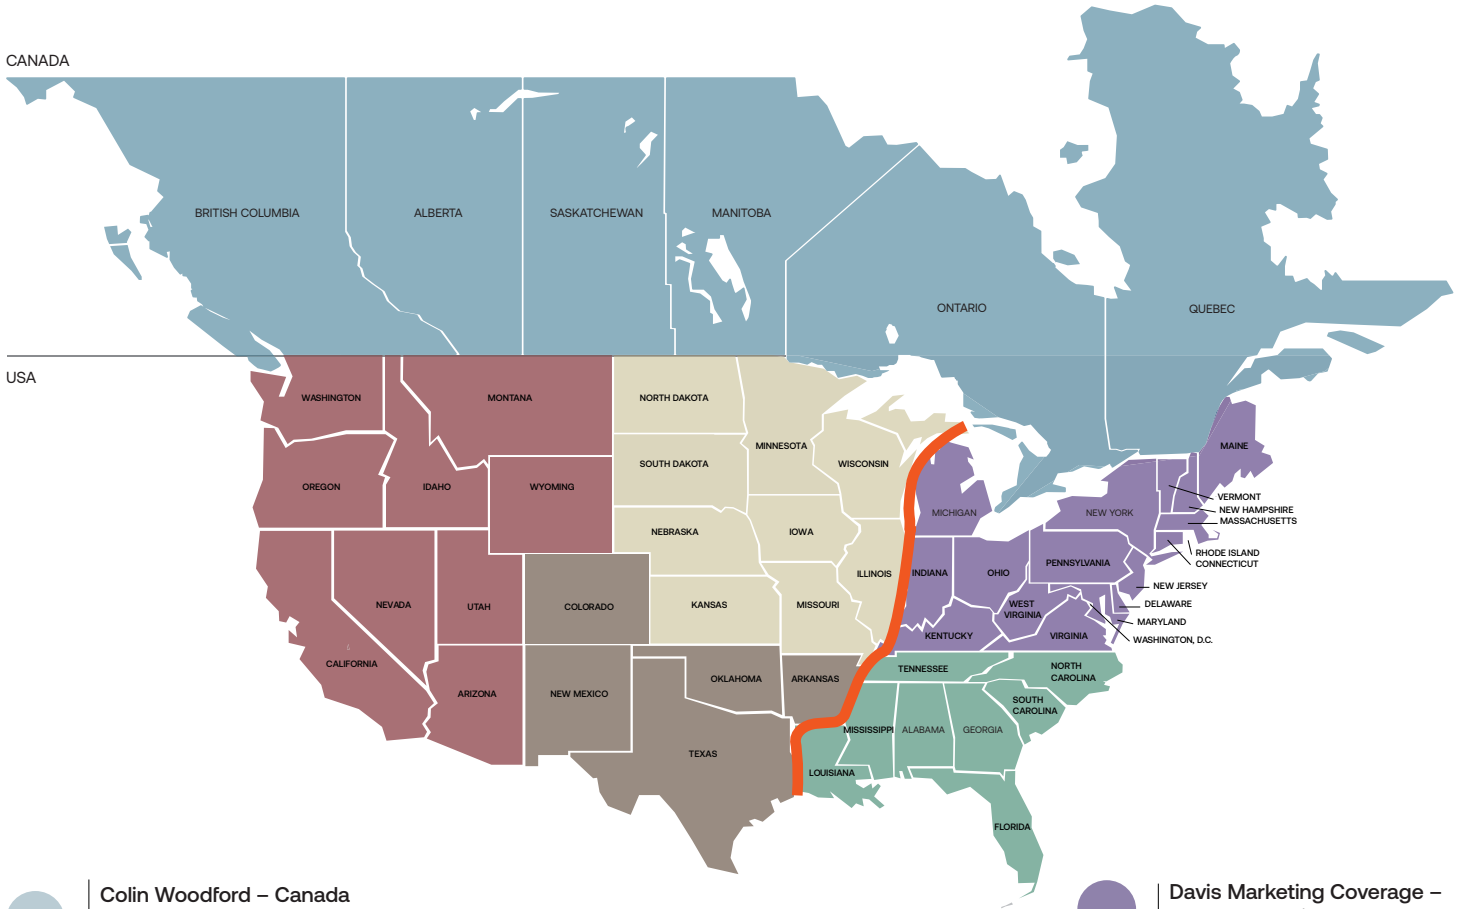 CANADA
BRITISH COLUMBIA
ALBERTA
SASKATCHEWAN
MANITOBA
ONTARIO
QUEBEC
USA
WASHINGTON
MONTANA
NORTH DAKOTA
MINNESOTA
MAINE
SOUTH DAKOTA
WISCONSIN
OREGON
IDAHO
WYOMING
VERMONT
NEW HAMPSHIRE
MICHIGAN
NEW YORK
MASSACHUSETTS
NEBRASKA
IOWA
RHODE ISLAND
CONNECTICUT
PENNSYLVANIA
ILLINOIS
INDIANA
OHIO
NEW JERSEY
NEVADA
UTAH
COLORADO
KANSAS
MISSOURI
WEST
VIRGINIA
DELAWARE
MARYLAND
KENTUCKY
VIRGINIA
WASHINGTON, D.C.
CALIFORNIA
TENNESSEE
NORTH
CAROLINA
ARIZONA
NEW MEXICO
OKLAHOMA
ARKANSAS
SOUTH
CAROLINA
MISSISSIPPI
ALABAMA
GEORGIA
TEXAS
LOUISIANA
FLORIDA
Colin Woodford – Canada
Davis Marketing Coverage –